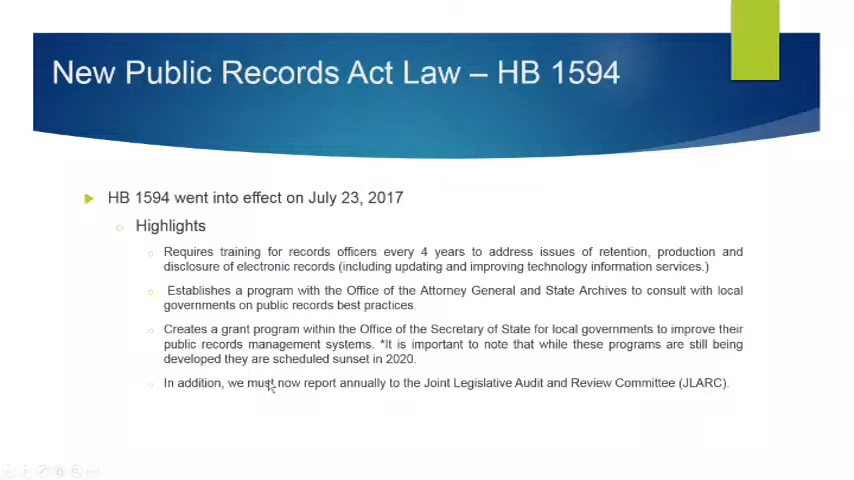 New Public Records Act Law – HB 1594
HB 1594 went into effect on July 23, 2017
Highlights
Requires training for records officers every 4 years to address issues of retention, production and
disclosure of electronic records (including updating and improving technology information services.)
Establishes a program with the Office of the Attorney General and State Archives to consult with local
governments on public records best practices.
Creates a grant program within the Office of the Secretary of State for local governments to improve their
public records management systems. *It is important to note that while these programs are still being
developed they are scheduled sunset in 2020.
In addition, we must now report annually to the Joint Legislative Audit and Review Committee (JLARC).